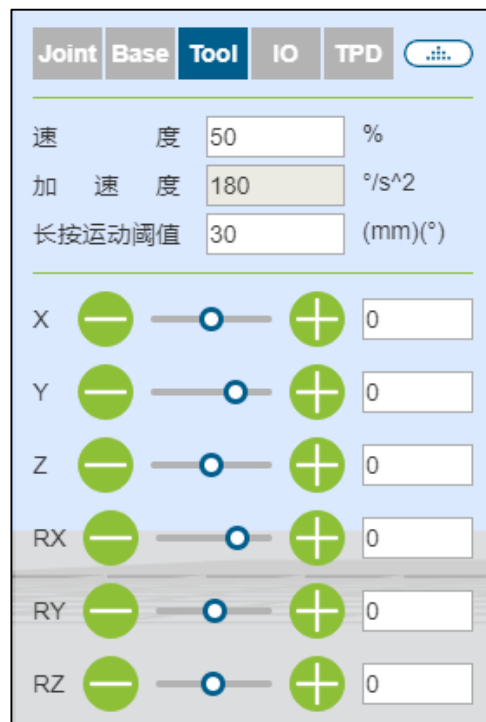 Joint Base Tool IO TPD
速 度 50 %
加 速 度 180 °/s^2
长按运动阈值 30 (mm)(°)
X 0
Y 0
Z 0
RX 0
RY 0
RZ 0